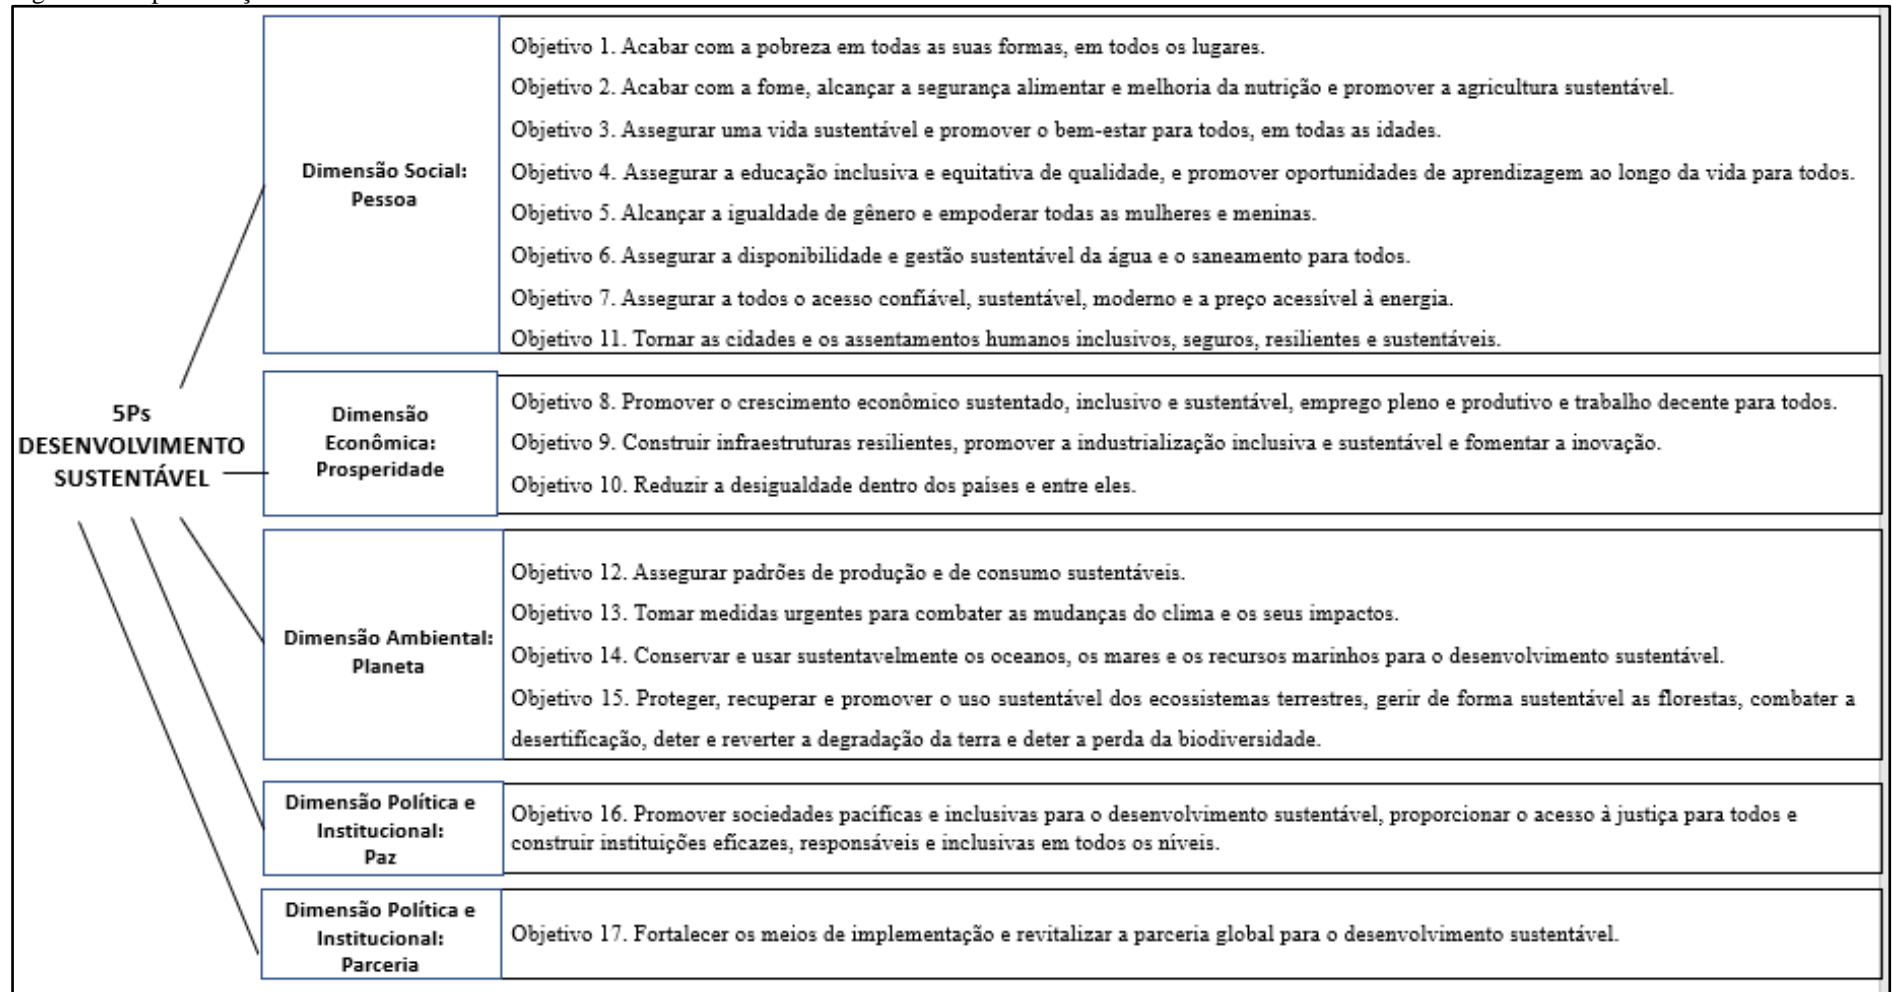 5Ps
DESENVOLVIMENTO
SUSTENTÁVEL
Dimensão Social:
Pessoa
Objetivo 1. Acabar com a pobreza em todas as suas formas, em todos os lugares.
Objetivo 2. Acabar com a fome, alcançar a segurança alimentar e melhoria da nutrição e promover a agricultura sustentável.
Objetivo 3. Assegurar uma vida sustentável e promover o bem-estar para todos, em todas as idades.
Objetivo 4. Assegurar a educação inclusiva e equitativa de qualidade, e promover oportunidades de aprendizagem ao longo da vida para todos.
Objetivo 5. Alcançar a igualdade de gênero e empoderar todas as mulheres e meninas.
Objetivo 6. Assegurar a disponibilidade e gestão sustentável da água e o saneamento para todos.
Objetivo 7. Assegurar a todos o acesso confiável, sustentável, moderno e a preço acessível à energia.
Objetivo 11. Tornar as cidades e os assentamentos humanos inclusivos, seguros, resilientes e sustentáveis.
Dimensão
Econômica:
Prosperidade
Objetivo 8. Promover o crescimento econômico sustentado, inclusivo e sustentável, emprego pleno e produtivo e trabalho decente para todos.
Objetivo 9. Construir infraestruturas resilientes, promover a industrialização inclusiva e sustentável e fomentar a inovação.
Objetivo 10. Reduzir a desigualdade dentro dos países e entre eles.
Dimensão Ambiental:
Planeta
Objetivo 12. Assegurar padrões de produção e de consumo sustentáveis.
Objetivo 13. Tomar medidas urgentes para combater as mudanças do clima e os seus impactos.
Objetivo 14. Conservar e usar sustentavelmente os oceanos, os mares e os recursos marinhos para o desenvolvimento sustentável.
Objetivo 15. Proteger, recuperar e promover o uso sustentável dos ecossistemas terrestres, gerir de forma sustentável as florestas, combater a
desertificação, deter e reverter a degradação da terra e deter a perda da biodiversidade.
Dimensão Política e
Institucional:
Paz
Objetivo 16. Promover sociedades pacíficas e inclusivas para o desenvolvimento sustentável, proporcionar o acesso à justiça para todos e
construir instituições eficazes, responsáveis e inclusivas em todos os níveis.
Dimensão Política e
Institucional:
Parceria
Objetivo 17. Fortalecer os meios de implementação e revitalizar a parceria global para o desenvolvimento sustentável.